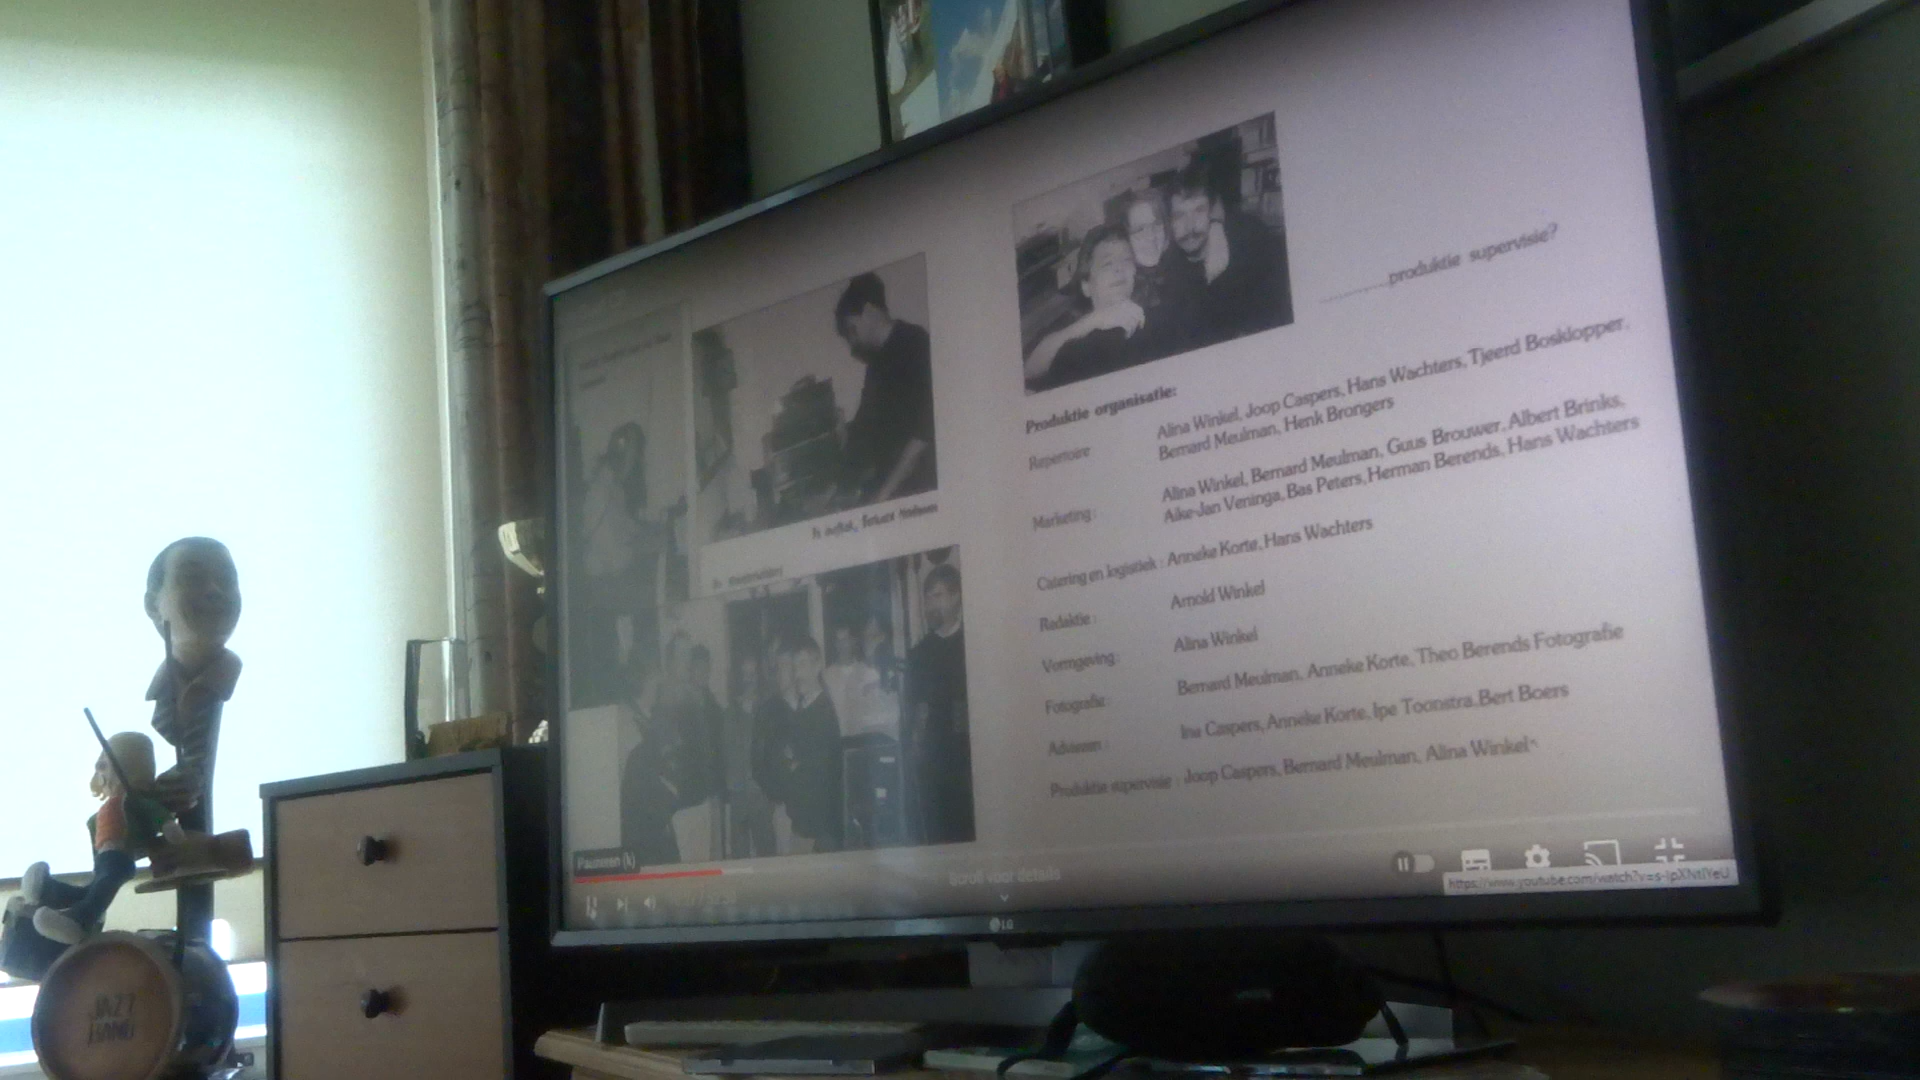 produktie supervisie?
Produktie organisatie:
Repertoire
Alina Winkel, Joop Caspers, Hans Wachters, Tjeerd Bosklopper,
Bernard Meulman, Henk Brongers
Marketing :
Alina Winkel, Bernard Meulman, Guus Brouwer, Albert Brinks,
Aike-Jan Veninga, Bas Peters, Herman Berends, Hans Wachters
Catering en logistiek : Anneke Korte, Hans Wachters
Redaktie : Arnold Winkel
Vormgeving : Alina Winkel
Fotografie : Bernard Meulman, Anneke Korte, Theo Berends Fotografie
Adviezen : Ina Caspers, Anneke Korte, Ipe Toonstra, Bert Boers
Produktie supervisie : Joop Caspers, Bernard Meulman, Alina Winkel
Pauzeren (k)
Scroll voor details
LG
JAZZ
BAND